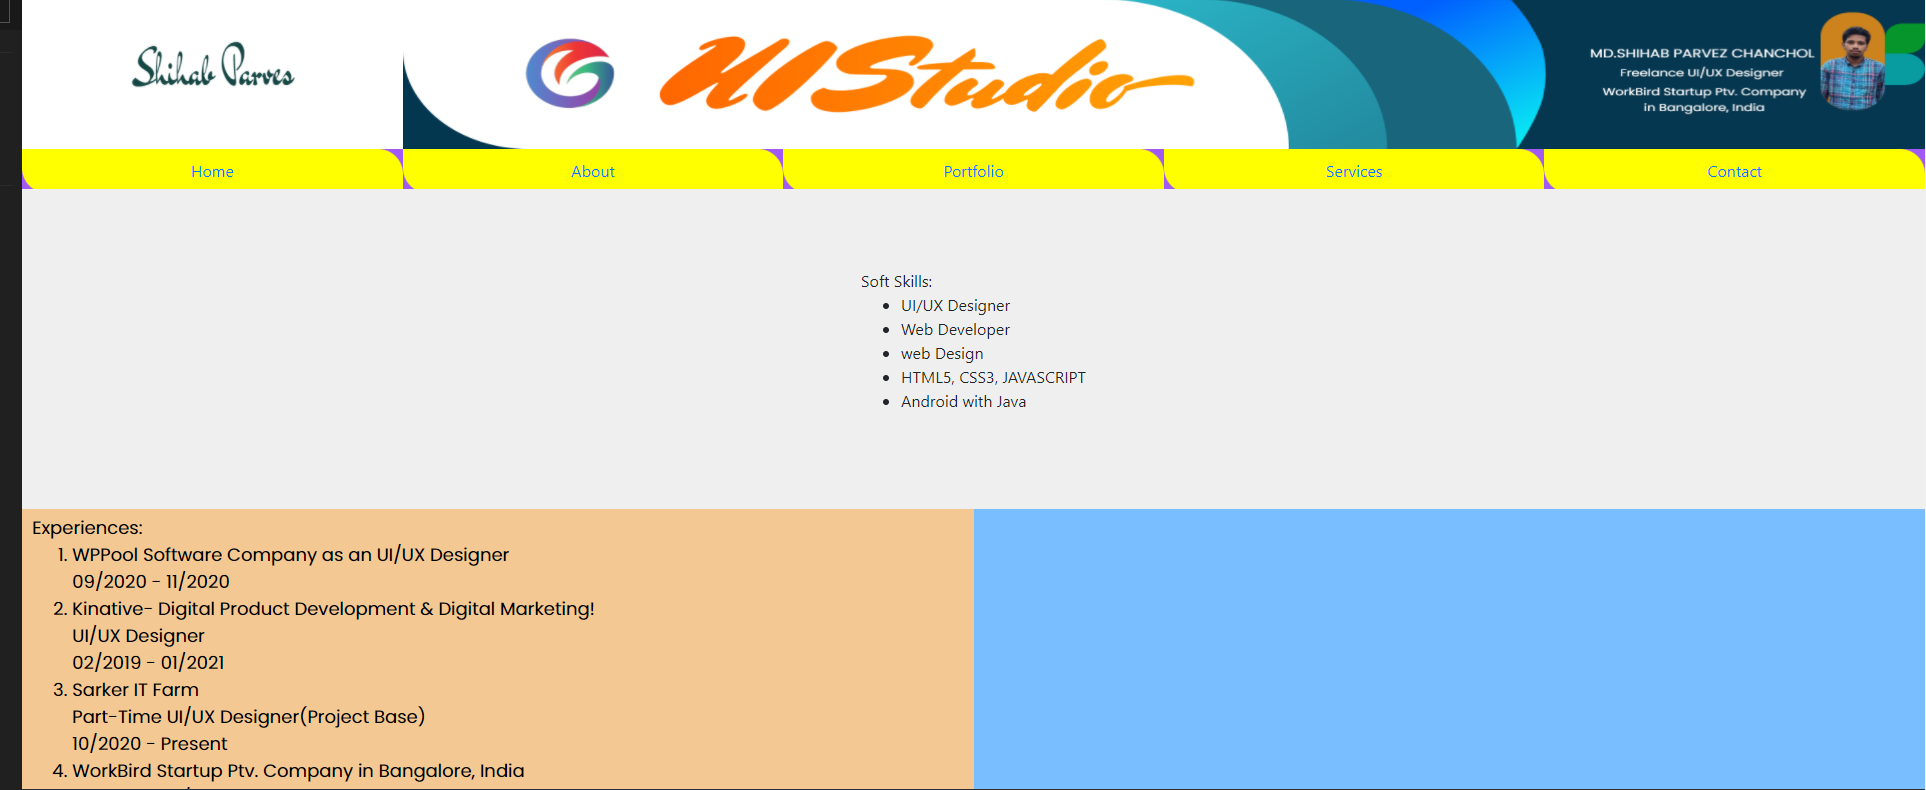 Shihab Parves
UI Studio
MD.SHIHAB PARVEZ CHANCHOL
Freelance UI/UX Designer
WorkBird Startup Ptv. Company
in Bangalore, India
Home
About
Portfolio
Services
Contact
Soft Skills:
• UI/UX Designer
• Web Developer
• web Design
• HTML5, CSS3, JAVASCRIPT
• Android with Java
Experiences:
1. WPPool Software Company as an UI/UX Designer
09/2020 - 11/2020
2. Kinative- Digital Product Development & Digital Marketing!
UI/UX Designer
02/2019 - 01/2021
3. Sarker IT Farm
Part-Time UI/UX Designer(Project Base)
10/2020 - Present
4. WorkBird Startup Ptv. Company in Bangalore, India